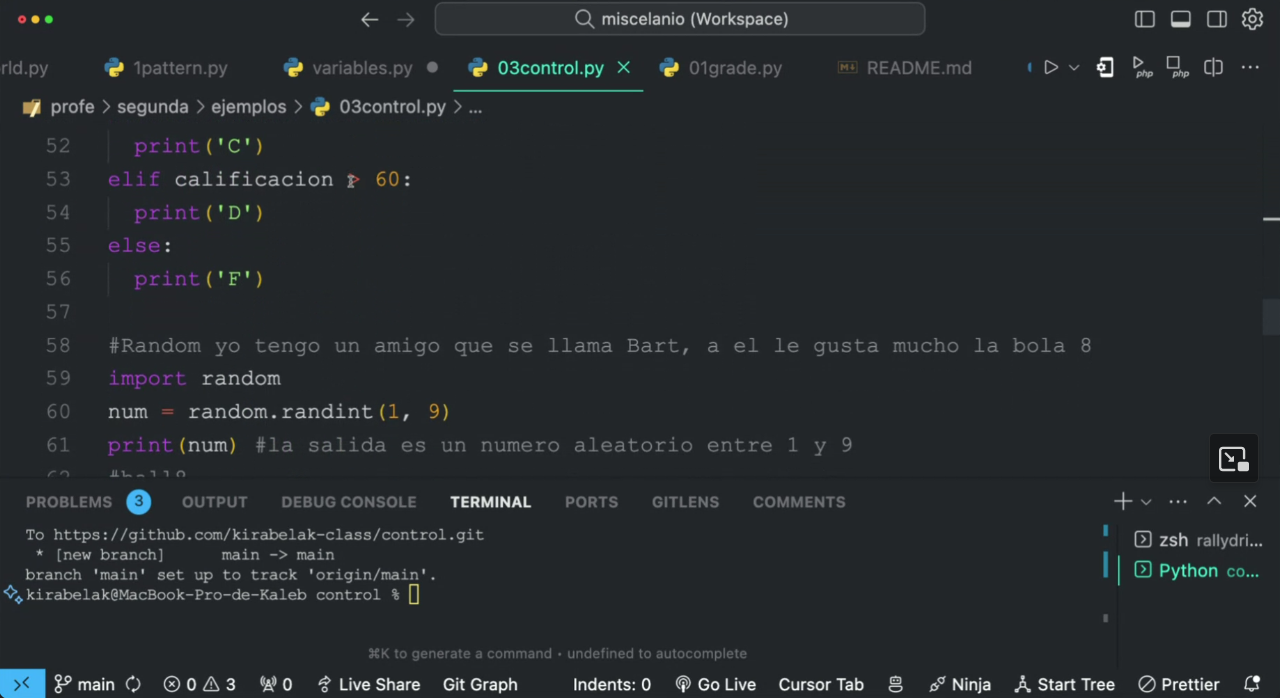 miscelanio (Workspace)
rld.py 1pattern.py variables.py 03control.py 01grade.py README.md
profe > segunda > ejemplos > 03control.py > ...
52 print('C')
53 elif calificacion > 60:
54 print('D')
55 else:
56 print('F')
57
58 #Random yo tengo un amigo que se llama Bart, a el le gusta mucho la bola 8
59 import random
60 num = random.randint(1, 9)
61 print(num) #la salida es un numero aleatorio entre 1 y 9
PROBLEMS 3 OUTPUT DEBUG CONSOLE TERMINAL PORTS GITLENS COMMENTS
To https://github.com/kirabelak-class/control.git
* [new branch] main -> main
branch 'main' set up to track 'origin/main'.
kirabelak@MacBook-Pro-de-Kaleb control %
zsh rallydri...
Python co...
⌘K to generate a command • undefined to autocomplete
main 0 3 0 Live Share Git Graph Indents: 0 Go Live Cursor Tab Ninja Start Tree Prettier